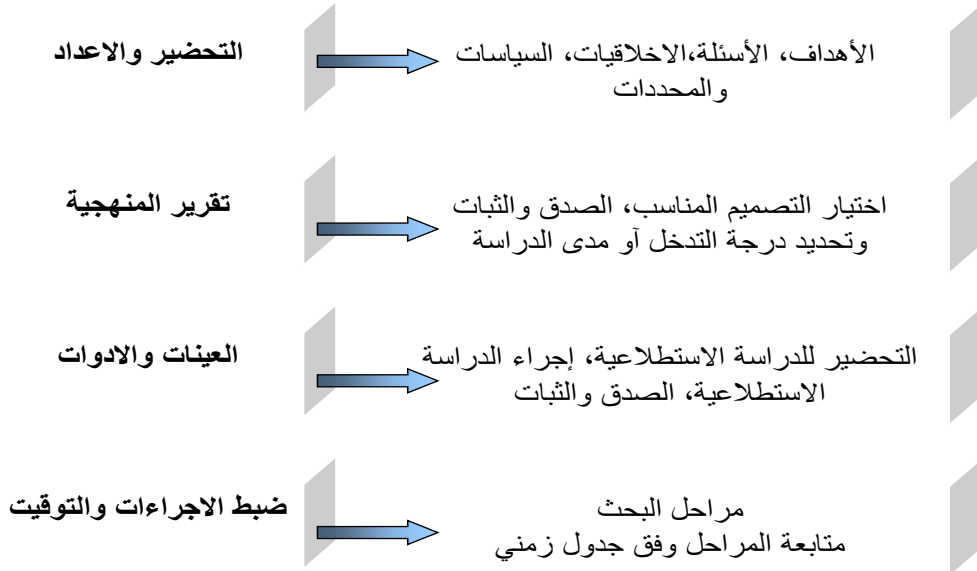 التحضير والاعداد
الأهداف، الأسئلة،الاخلاقيات، السياسات
والمحددات
تقرير المنهجية
اختيار التصميم المناسب، الصدق والثبات
وتحديد درجة التدخل آو مدى الدراسة
العينات والادوات
التحضير للدراسة الاستطلاعية، إجراء الدراسة
الاستطلاعية، الصدق والثبات
ضبط الاجراءات والتوقيت
مراحل البحث
متابعة المراحل وفق جدول زمني